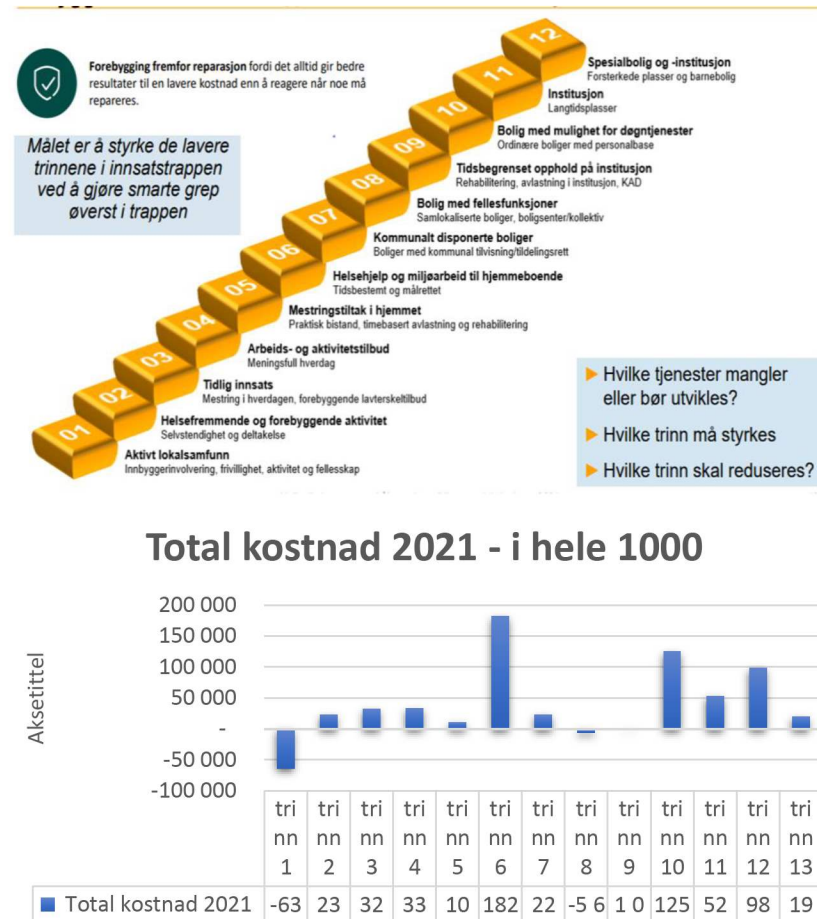 Forebygging fremfor reparasjon fordi det alltid gir bedre
resultater til en lavere kostnad enn å reagere når noe må
repareres.
Målet er å styrke de lavere
trinnene i innsatstrappen
ved å gjøre smarte grep
øverst i trappen
12
Spesialbolig og -institusjon
Forsterkede plasser og barnebolig
11
Institusjon
Langtidsplasser
10
Bolig med mulighet for døgntjenester
Ordinære boliger med personalbase
09
Tidsbegrenset opphold på institusjon
Rehabilitering, avlastning i institusjon, KAD
08
Bolig med fellesfunksjoner
Samlokaliserte boliger, boligsenter/kollektiv
07
Kommunalt disponerte boliger
Boliger med kommunal tilvisning/tildelingsrett
06
Helsehjelp og miljøarbeid til hjemmeboende
Tidsbestemt og målrettet
05
Mestringstiltak i hjemmet
Praktisk bistand, timebasert avlastning og rehabilitering
04
Arbeids- og aktivitetstilbud
Meningsfull hverdag
03
Tidlig innsats
Mestring i hverdagen, forebyggende lavterskeltilbud
02
Helsefremmende og forebyggende aktivitet
Selvstendighet og deltakelse
01
Aktivt lokalsamfunn
Innbyggerinvolvering, frivillighet, aktivitet og fellesskap
Hvilke tjenester mangler
eller bør utvikles?
Hvilke trinn må styrkes
Hvilke trinn skal reduseres?
Total kostnad 2021 - i hele 1000
Aksetittel
200 000
150 000
100 000
50 000
-
-50 000
-100 000
tri tri tri tri tri tri tri tri tri tri tri tri tri
nn nn nn nn nn nn nn nn nn nn nn nn nn
1 2 3 4 5 6 7 8 9 10 11 12 13
Total kostnad 2021 -63 23 32 33 10 182 22 -5 6 1 0 125 52 98 19